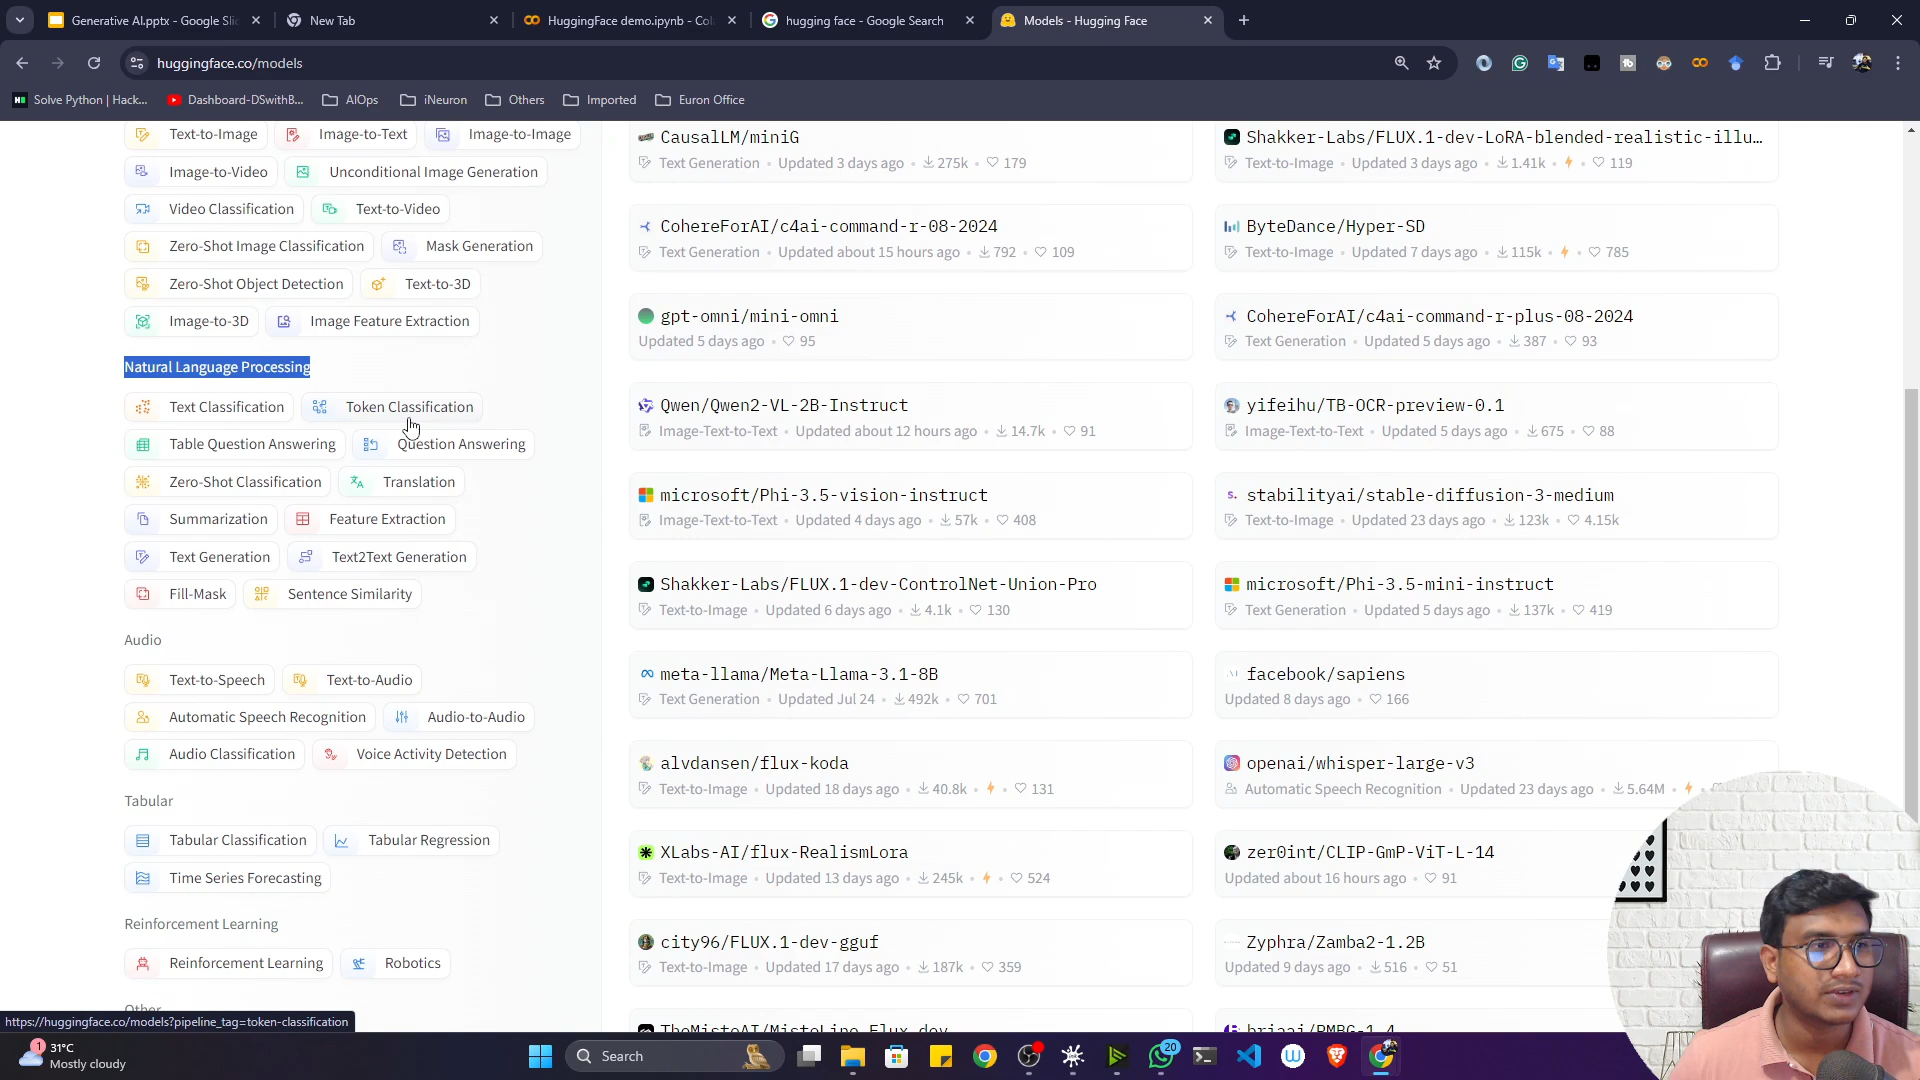 Generative AI.pptx - Google Slic
New Tab
HuggingFace demo.ipynb - Col
hugging face - Google Search
Models - Hugging Face
huggingface.co/models
Solve Python | Hack...
Dashboard-DSwithB...
AIOps
iNeuron
Others
Imported
Euron Office
Text-to-Image
Image-to-Text
Image-to-Image
Image-to-Video
Unconditional Image Generation
Video Classification
Text-to-Video
Zero-Shot Image Classification
Mask Generation
Zero-Shot Object Detection
Text-to-3D
Image-to-3D
Image Feature Extraction
Natural Language Processing
Text Classification
Token Classification
Table Question Answering
Question Answering
Zero-Shot Classification
Translation
Summarization
Feature Extraction
Text Generation
Text2Text Generation
Fill-Mask
Sentence Similarity
Audio
Text-to-Speech
Text-to-Audio
Automatic Speech Recognition
Audio-to-Audio
Audio Classification
Voice Activity Detection
Tabular
Tabular Classification
Tabular Regression
Time Series Forecasting
Reinforcement Learning
Reinforcement Learning
Robotics
Other
https://huggingface.co/models?pipeline_tag=token-classification
CausalLM/miniG
Text Generation • Updated 3 days ago • 275k • 179
Shakker-Labs/FLUX.1-dev-LoRA-blended-realistic-illu...
Text-to-Image • Updated 3 days ago • 1.41k • 119
CohereForAI/c4ai-command-r-08-2024
Text Generation • Updated about 15 hours ago • 792 • 109
ByteDance/Hyper-SD
Text-to-Image • Updated 7 days ago • 115k • 785
gpt-omni/mini-omni
Updated 5 days ago • 95
CohereForAI/c4ai-command-r-plus-08-2024
Text Generation • Updated 5 days ago • 387 • 93
Qwen/Qwen2-VL-2B-Instruct
Image-Text-to-Text • Updated about 12 hours ago • 14.7k • 91
yifeihu/TB-OCR-preview-0.1
Image-Text-to-Text • Updated 5 days ago • 675 • 88
microsoft/Phi-3.5-vision-instruct
Image-Text-to-Text • Updated 4 days ago • 57k • 408
stabilityai/stable-diffusion-3-medium
Text-to-Image • Updated 23 days ago • 123k • 4.15k
Shakker-Labs/FLUX.1-dev-ControlNet-Union-Pro
Text-to-Image • Updated 6 days ago • 4.1k • 130
microsoft/Phi-3.5-mini-instruct
Text Generation • Updated 5 days ago • 137k • 419
meta-llama/Meta-Llama-3.1-8B
Text Generation • Updated Jul 24 • 492k • 701
facebook/sapiens
Updated 8 days ago • 166
alvdansen/flux-koda
Text-to-Image • Updated 18 days ago • 40.8k • 131
openai/whisper-large-v3
Automatic Speech Recognition • Updated 23 days ago • 5.64M
XLabs-AI/flux-RealismLora
Text-to-Image • Updated 13 days ago • 245k • 524
zer0int/CLIP-GmP-ViT-L-14
Updated about 16 hours ago • 91
city96/FLUX.1-dev-gguf
Text-to-Image • Updated 17 days ago • 187k • 359
Zyphra/Zamba2-1.2B
Updated 9 days ago • 516 • 51
TheMistoAI/MistoLine_Flux.dev
briaai/RMBG-1.4
1
31°C
Mostly cloudy
Search
20